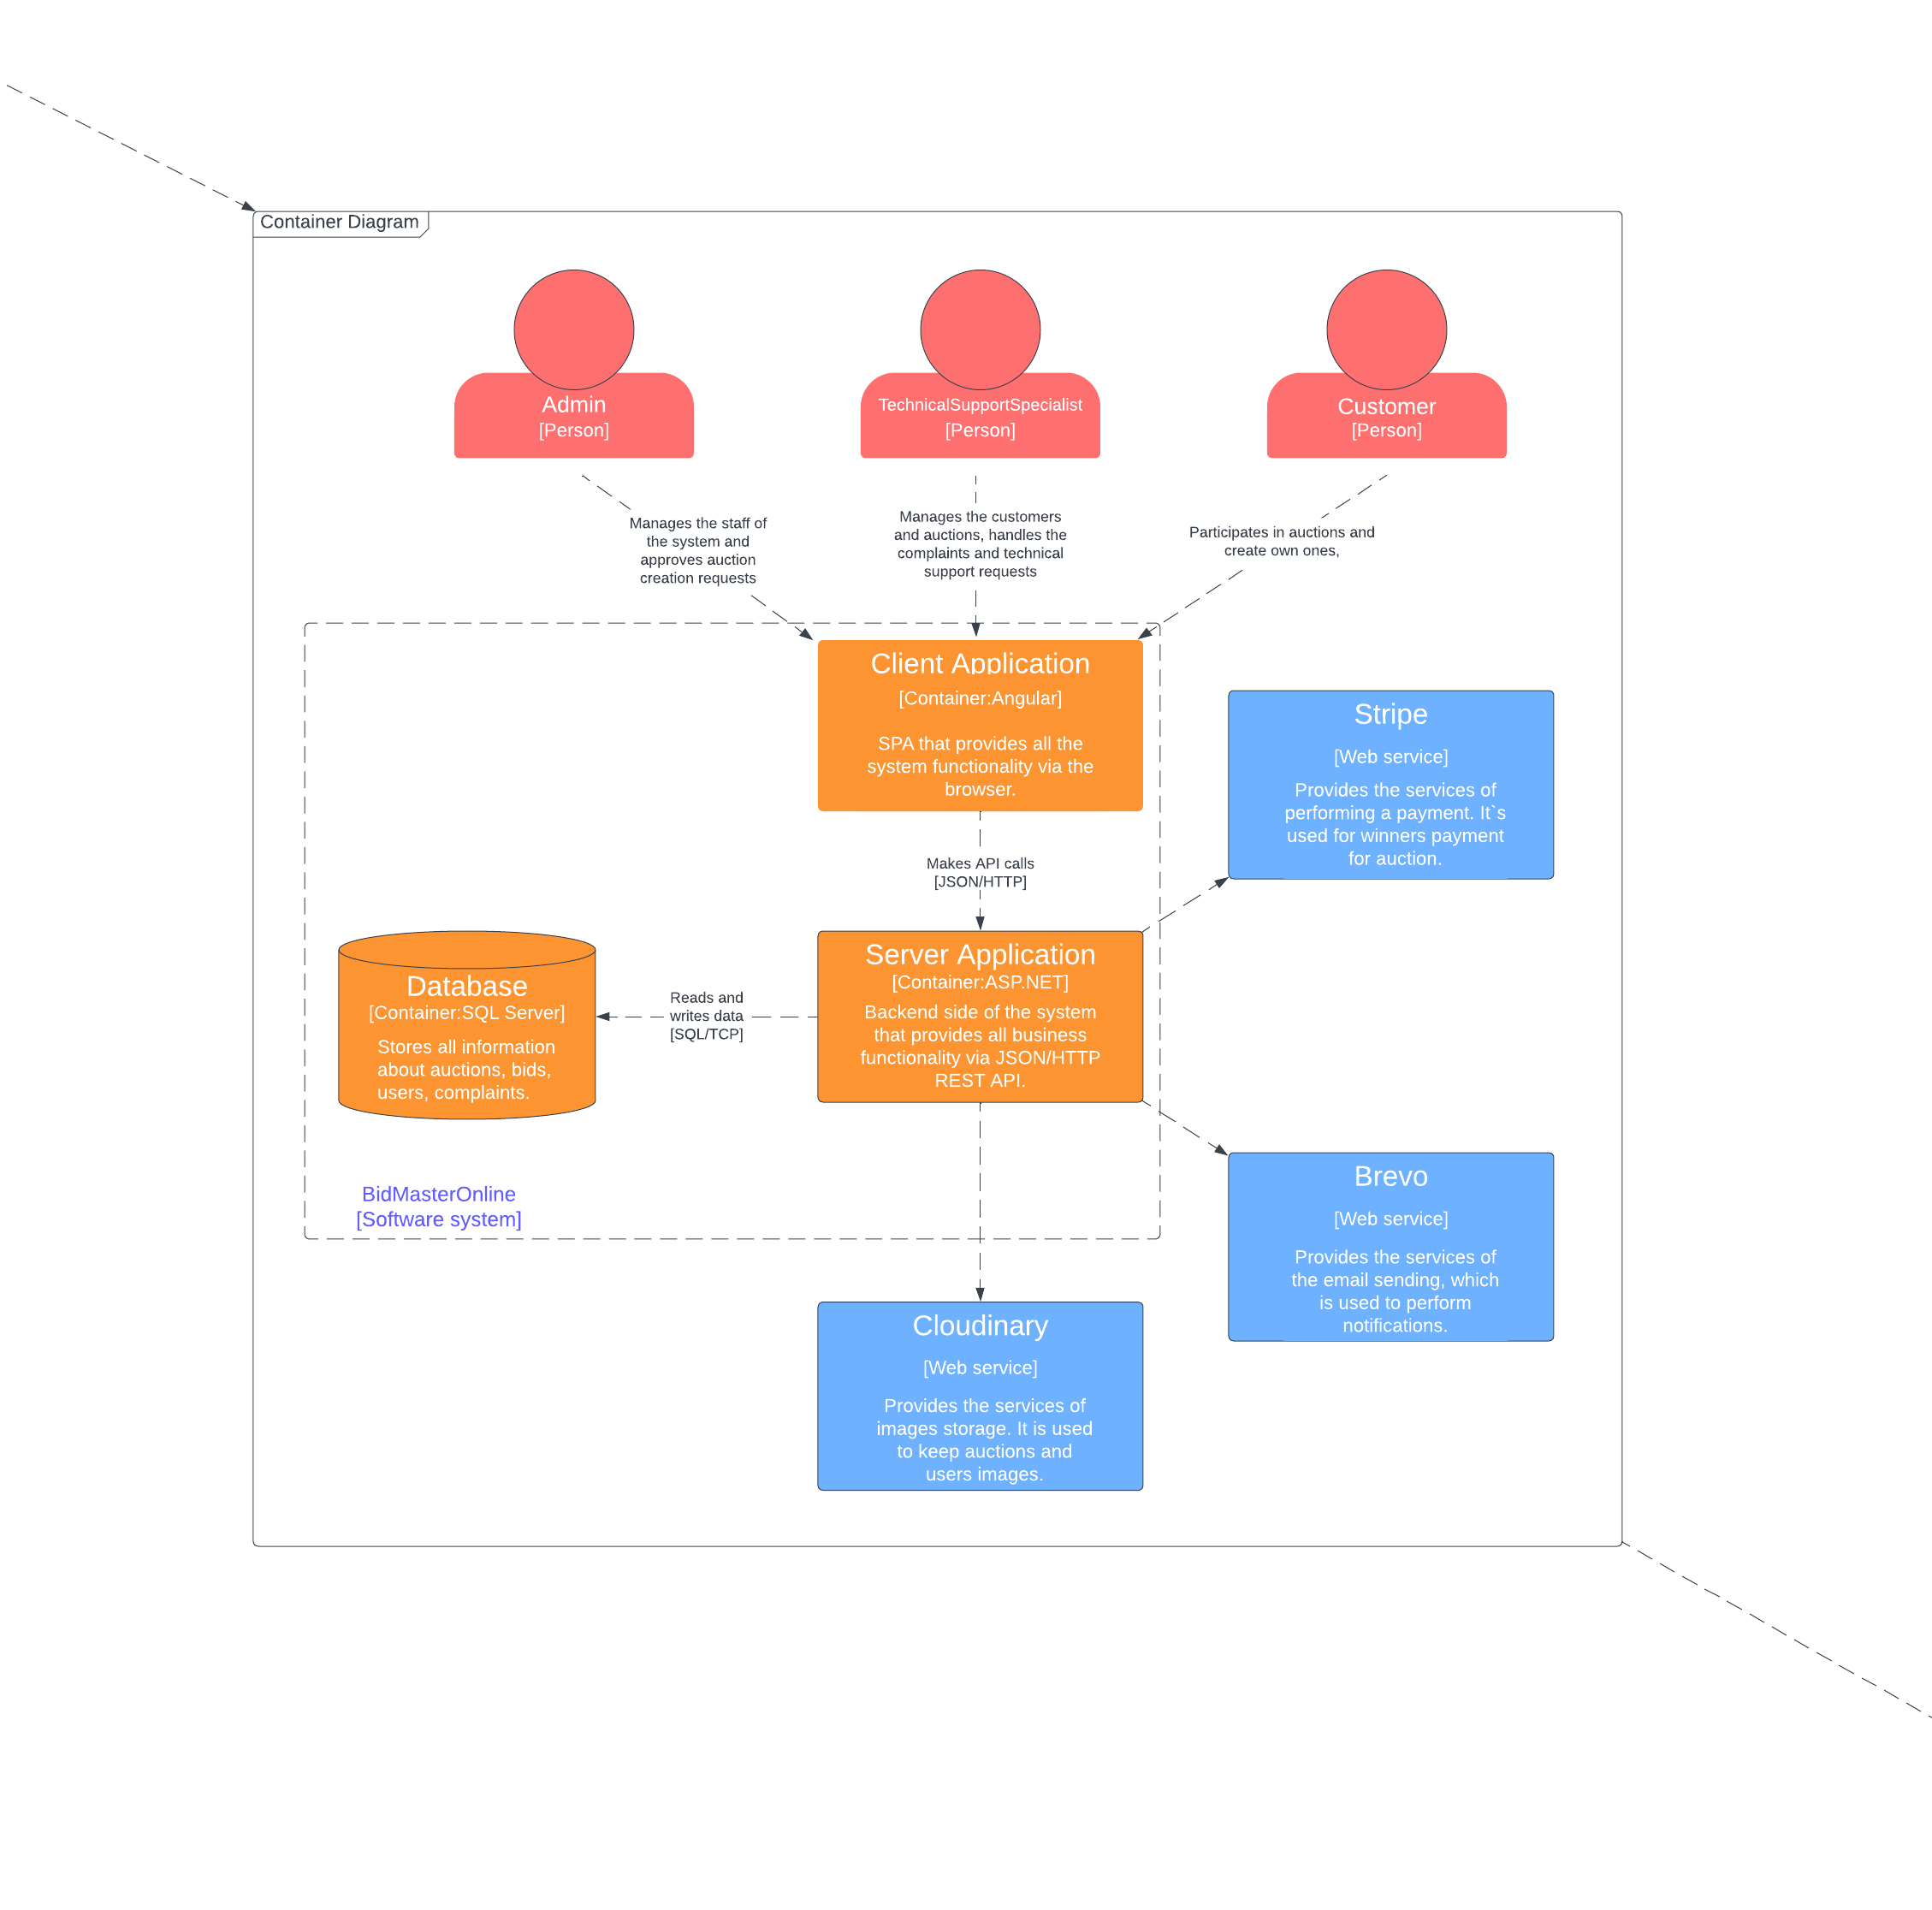 Container Diagram
Admin
[Person]
TechnicalSupportSpecialist
[Person]
Customer
[Person]
Manages the staff of
the system and
approves auction
creation requests
Manages the customers
and auctions, handles the
complaints and technical
support requests
Participates in auctions and
create own ones,
Client Application
[Container:Angular]
SPA that provides all the
system functionality via the
browser.
Stripe
[Web service]
Provides the services of
performing a payment. It`s
used for winners payment
for auction.
Makes API calls
[JSON/HTTP]
Database
[Container:SQL Server]
Stores all information
about auctions, bids,
users, complaints.
Reads and
writes data
[SQL/TCP]
Server Application
[Container:ASP.NET]
Backend side of the system
that provides all business
functionality via JSON/HTTP
REST API.
BidMasterOnline
[Software system]
Brevo
[Web service]
Provides the services of
the email sending, which
is used to perform
notifications.
Cloudinary
[Web service]
Provides the services of
images storage. It is used
to keep auctions and
users images.